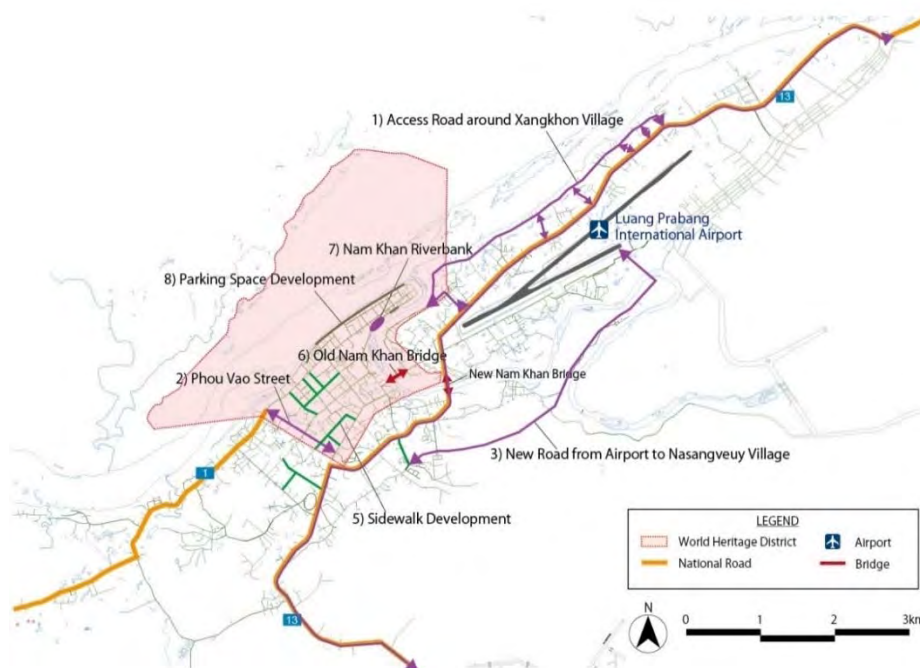 13
1) Access Road around Xangkhon Village
Luang Prabang
International Airport
7) Nam Khan Riverbank
8) Parking Space Development
6) Old Nam Khan Bridge
2) Phou Vao Street
New Nam Khan Bridge
3) New Road from Airport to Nasangveuy Village
1
5) Sidewalk Development
13
LEGEND
World Heritage District
Airport
National Road
Bridge
N
0 1 2 3km